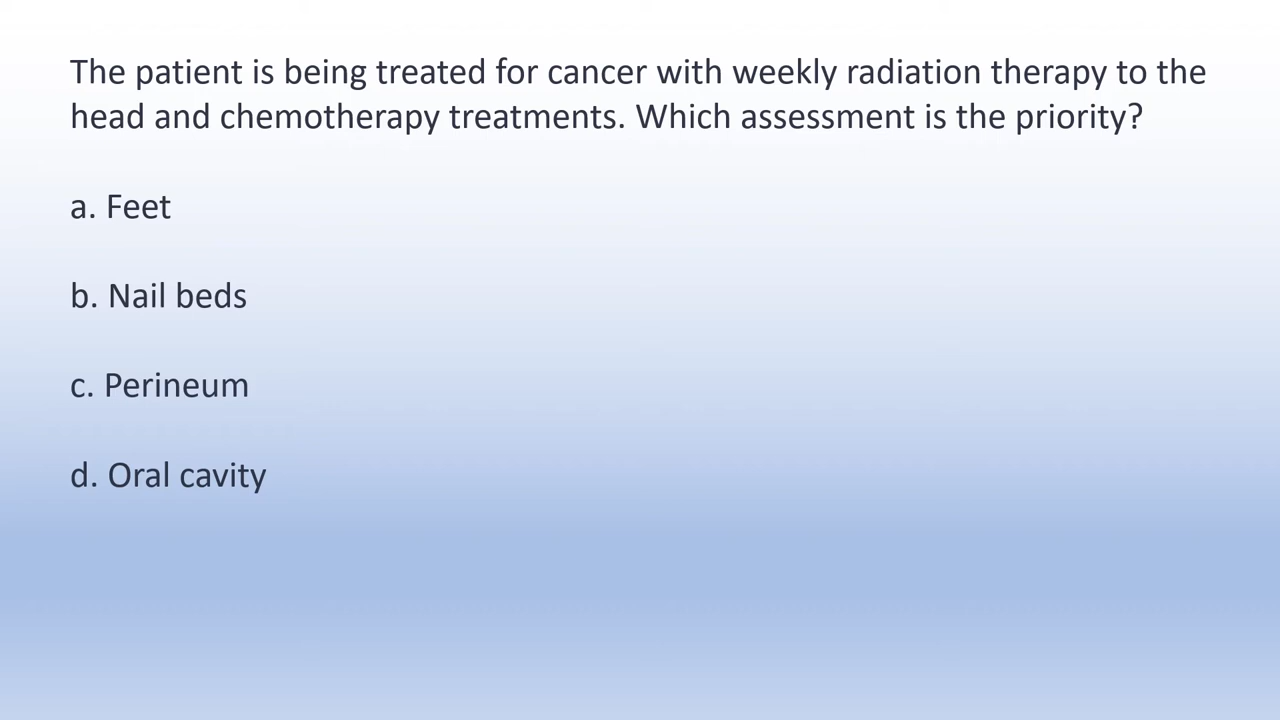 The patient is being treated for cancer with weekly radiation therapy to the
head and chemotherapy treatments. Which assessment is the priority?
a. Feet
b. Nail beds
c. Perineum
d. Oral cavity